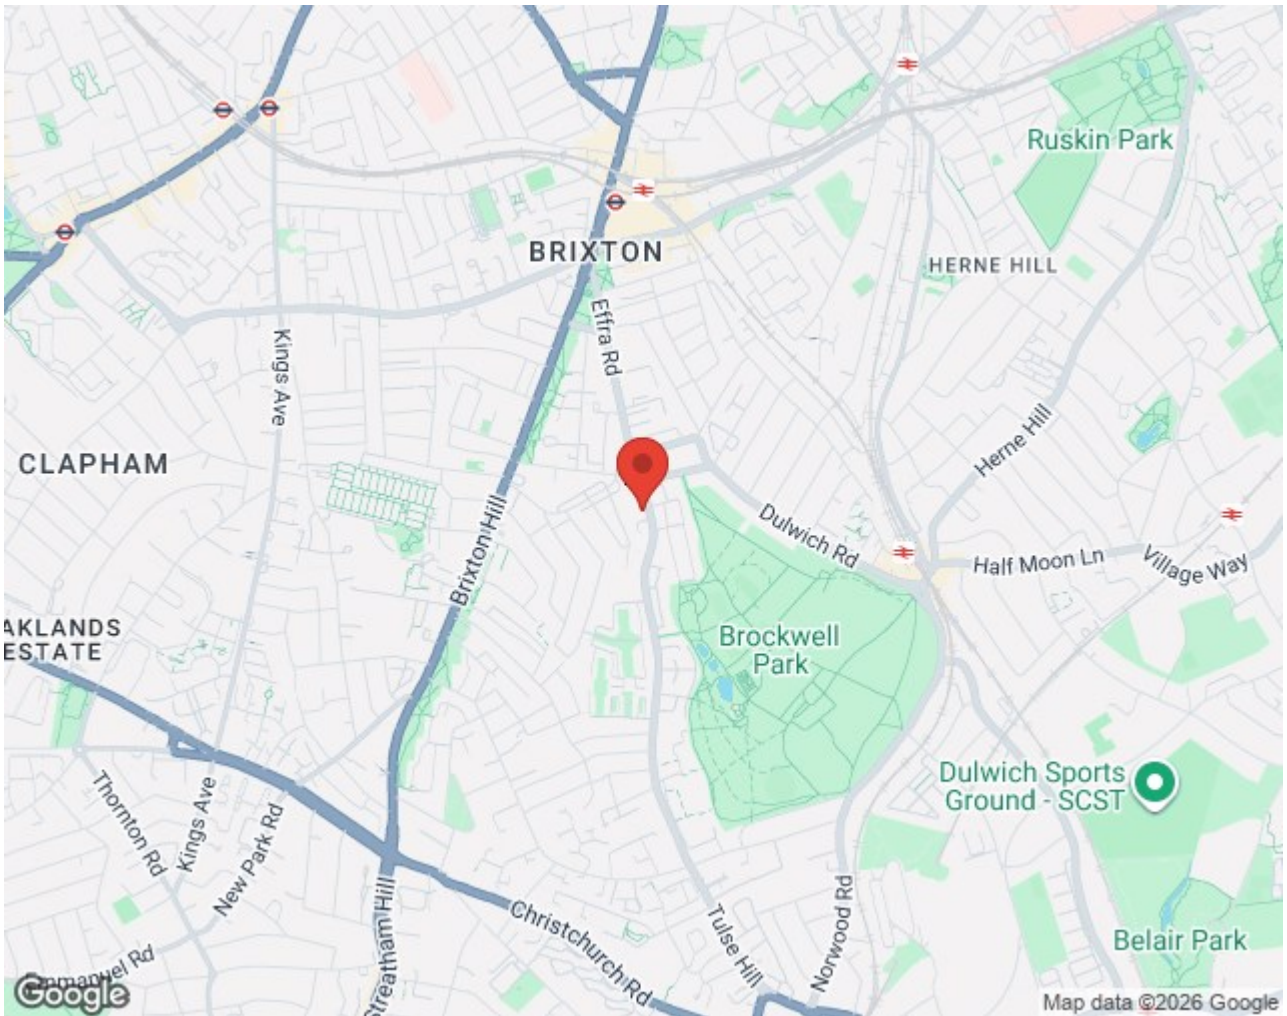 Ruskin Park
BRIXTON
HERNE HILL
Effra Rd
Kings Ave
CLAPHAM
Herne Hill
Brixton Hill
Dulwich Rd
Half Moon Ln
Village Way
AKLANDS
ESTATE
Brockwell
Park
Dulwich Sports
Ground - SCST
Thornton Rd
Kings Ave
New Park Rd
Streatham Hill
Christchurch Rd
Tulse Hill
Norwood Rd
Belair Park
mmanuel Rd
Google
Map data ©2026 Google